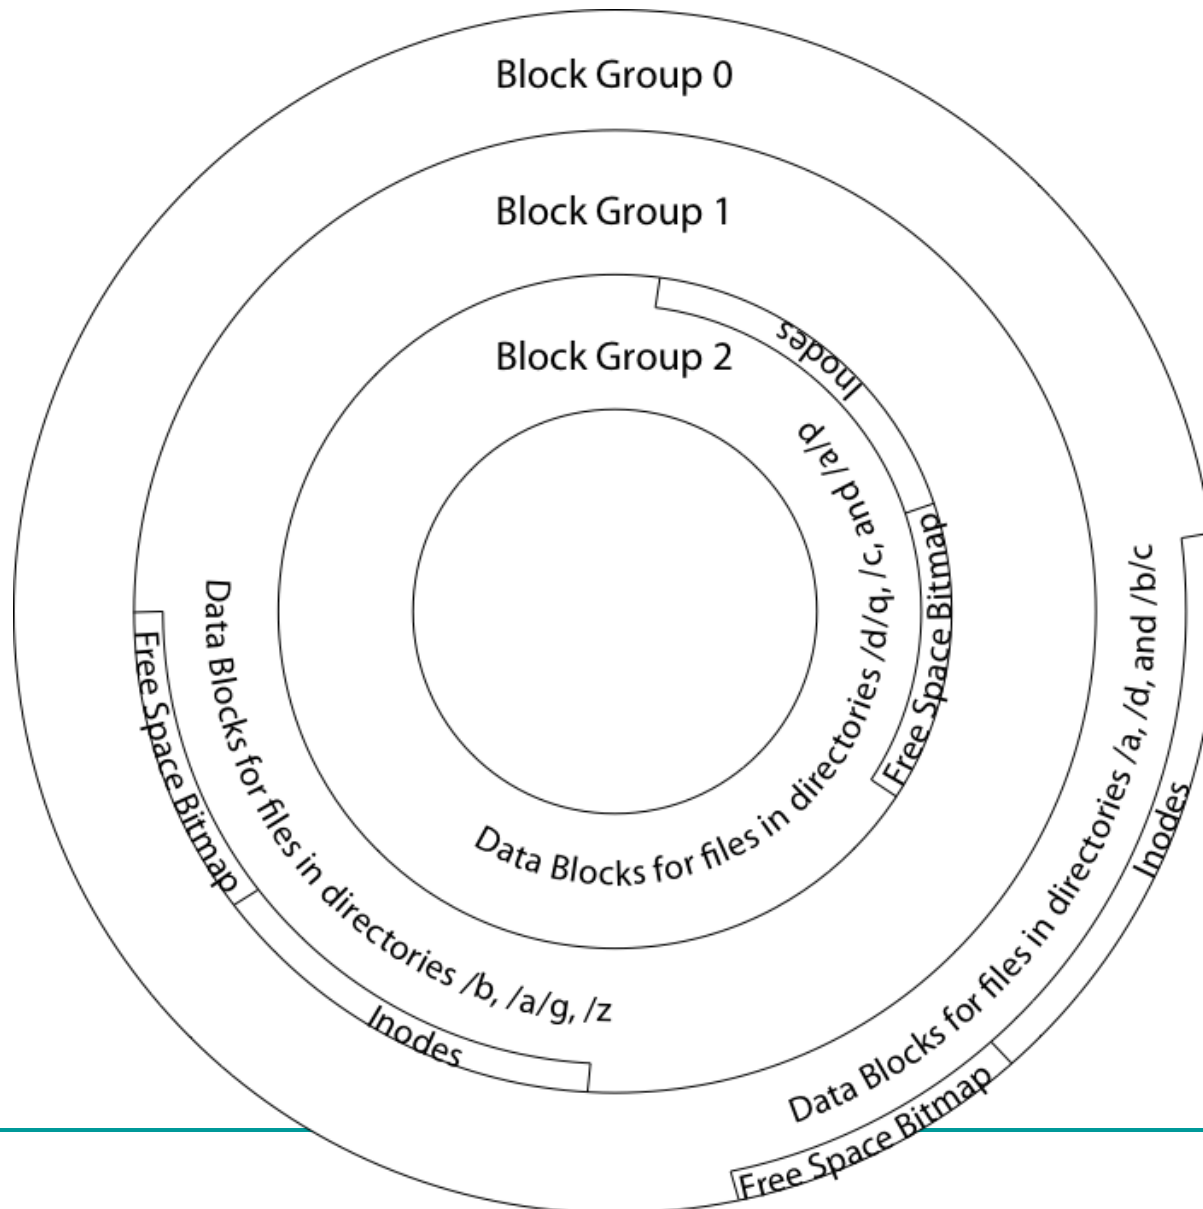 Block Group 0
Block Group 1
Block Group 2
Inodes
Free Space Bitmap
Data Blocks for files in directories /d/q, /c, and /a/p
Data Blocks for files in directories /b, /a/g, /z
Free Space Bitmap
Inodes
Data Blocks for files in directories /a, /d, and /b/c
Inodes
Free Space Bitmap